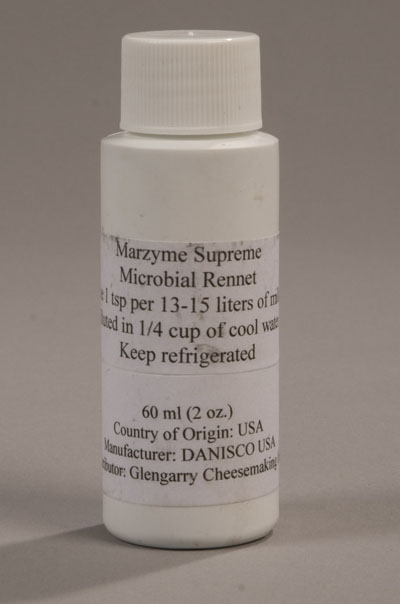 Marzyme Supreme
Microbial Rennet
1 tsp per 13-15 liters of
in 1/4 cup of cool
Keep refrigerated
60 ml (2 oz.)
Country of Origin: USA
Manufacturer: DANISCO USA
Glengarry Cheesemaking